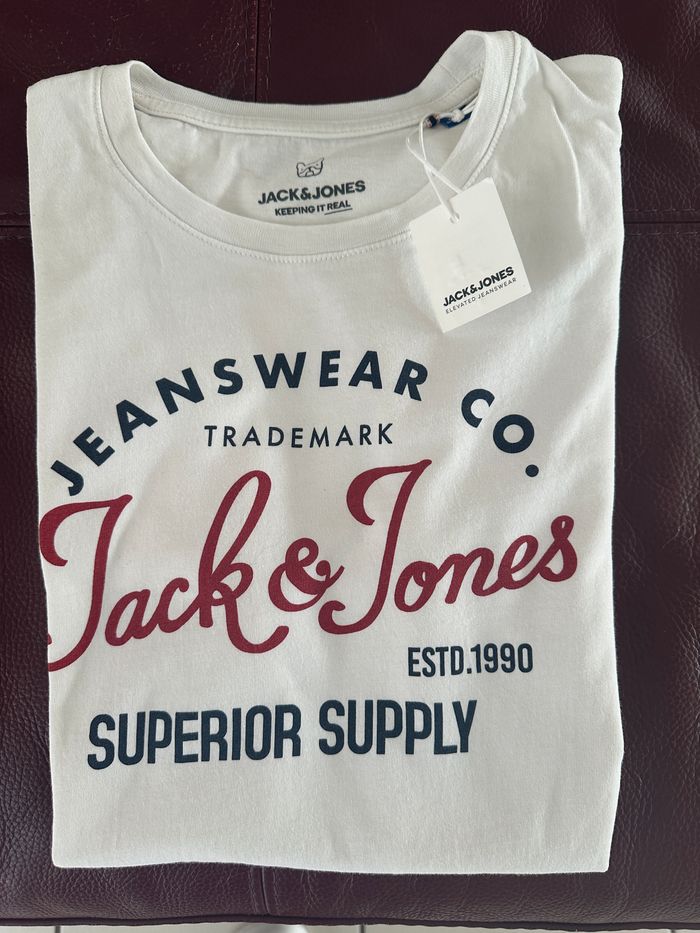 JACK&JONES
KEEPING IT REAL
JACK&JONES
ELEVATED JEANSWEAR
JEANSWEAR CO.
TRADEMARK
Jack & Jones
ESTD.1990
SUPERIOR SUPPLY